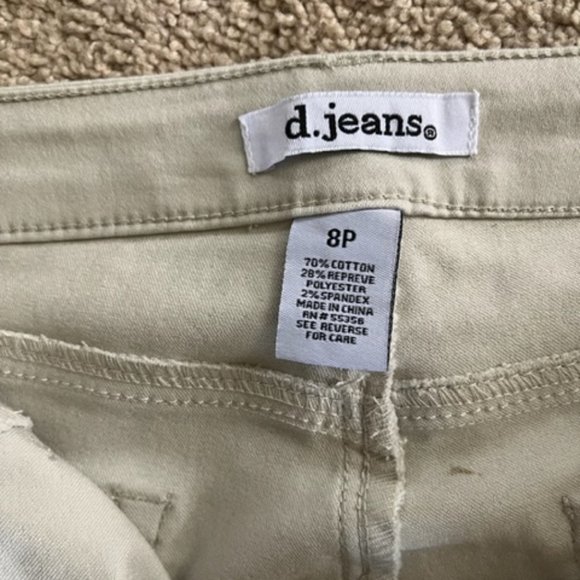 d.jeans®
8P
70% COTTON
28% REPREVE
POLYESTER
2% SPANDEX
MADE IN CHINA
RN# 55356
SEE REVERSE
FOR CARE